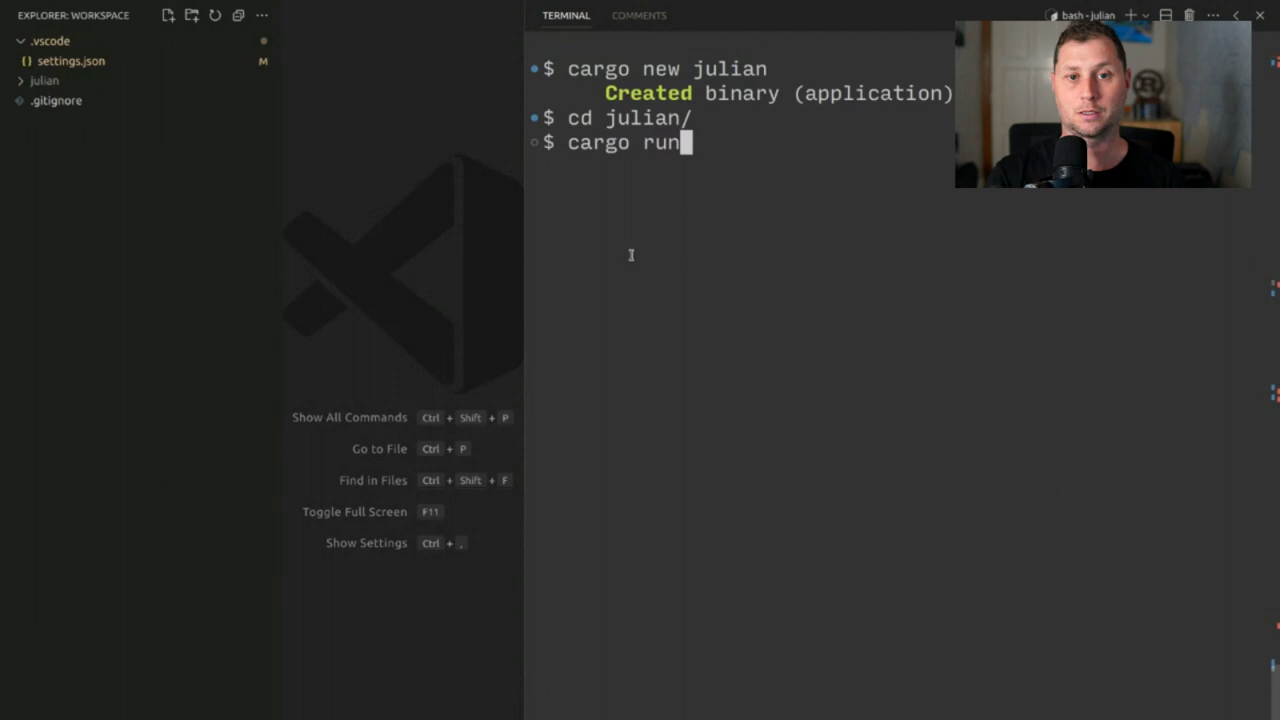 EXPLORER: WORKSPACE
.vscode
settings.json M
julian
.gitignore
Show All Commands Ctrl + Shift + P
Go to File Ctrl + P
Find in Files Ctrl + Shift + F
Toggle Full Screen F11
Show Settings Ctrl + ,
TERMINAL COMMENTS bash - julian
$ cargo new julian
Created binary (application)
$ cd julian/
$ cargo run